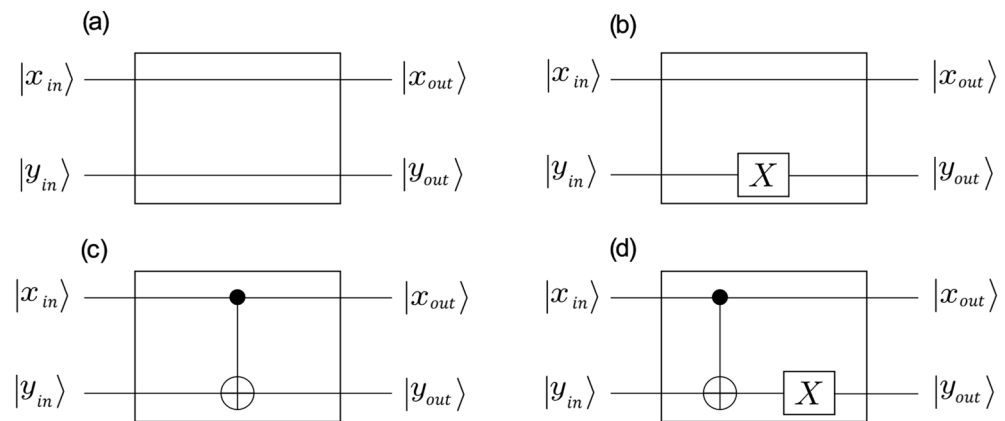 (a) (b)
|x_in⟩ |x_out⟩ |x_in⟩ |x_out⟩
|y_in⟩ |y_out⟩ |y_in⟩ X |y_out⟩
(c) (d)
|x_in⟩ |x_out⟩ |x_in⟩ |x_out⟩
|y_in⟩ |y_out⟩ |y_in⟩ X |y_out⟩